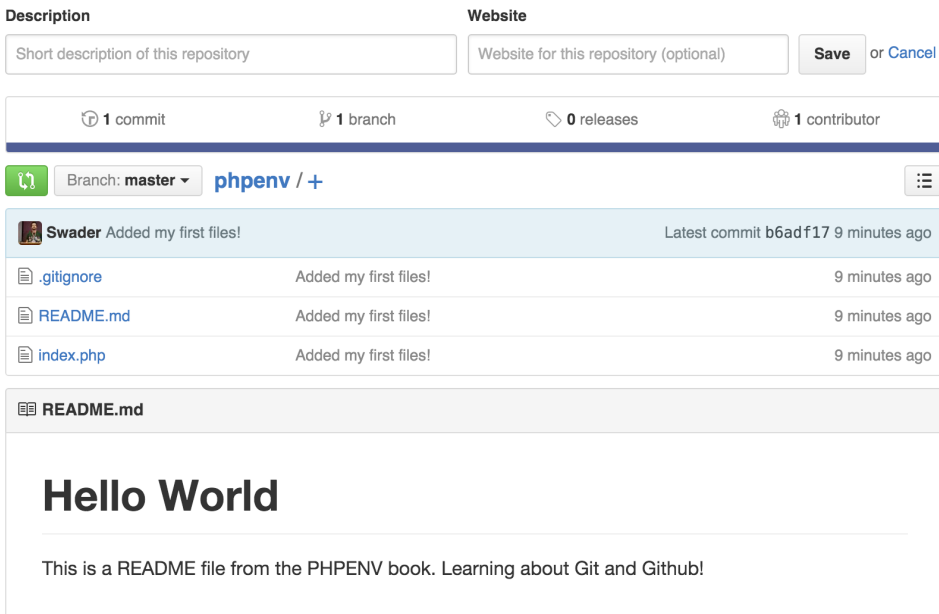 Description Website
Short description of this repository Website for this repository (optional) Save or Cancel
1 commit 1 branch 0 releases 1 contributor
Branch: master phpenv / +
Swader Added my first files! Latest commit b6adf17 9 minutes ago
.gitignore Added my first files! 9 minutes ago
README.md Added my first files! 9 minutes ago
index.php Added my first files! 9 minutes ago
README.md
Hello World
This is a README file from the PHPENV book. Learning about Git and Github!